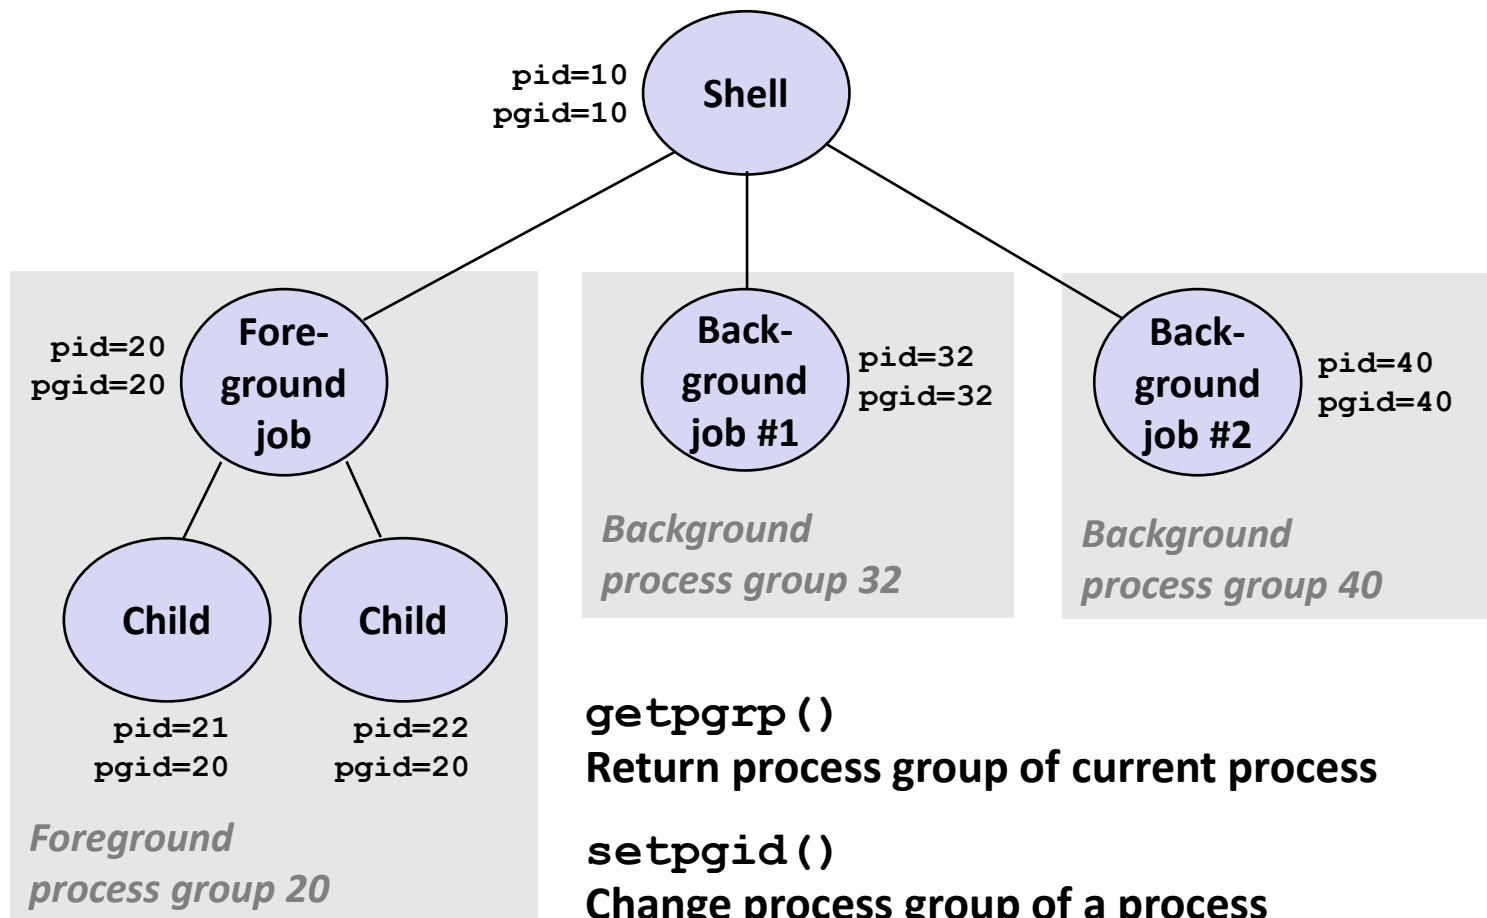 pid=10
pgid=10
Shell
pid=20
pgid=20
Fore-
ground
job
Back-
ground
job #1
pid=32
pgid=32
Back-
ground
job #2
pid=40
pgid=40
Background
process group 32
Background
process group 40
Child
Child
pid=21
pgid=20
pid=22
pgid=20
Foreground
process group 20
getpgrp()
Return process group of current process
setpgid()
Change process group of a process